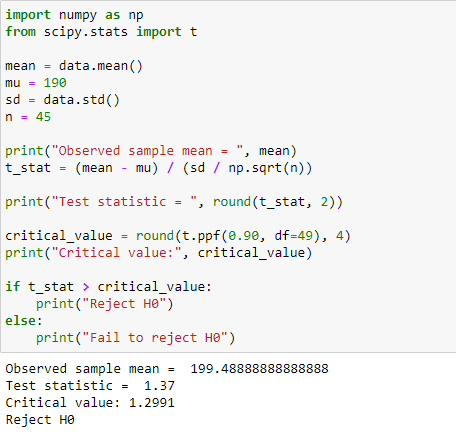 import numpy as np
from scipy.stats import t
mean = data.mean()
mu = 190
sd = data.std()
n = 45
print("Observed sample mean = ", mean)
t_stat = (mean - mu) / (sd / np.sqrt(n))
print("Test statistic = ", round(t_stat, 2))
critical_value = round(t.ppf(0.90, df=49), 4)
print("Critical value:", critical_value)
if t_stat > critical_value:
    print("Reject H0")
else:
    print("Fail to reject H0")
Observed sample mean =  199.48888888888888
Test statistic =  1.37
Critical value: 1.2991
Reject H0